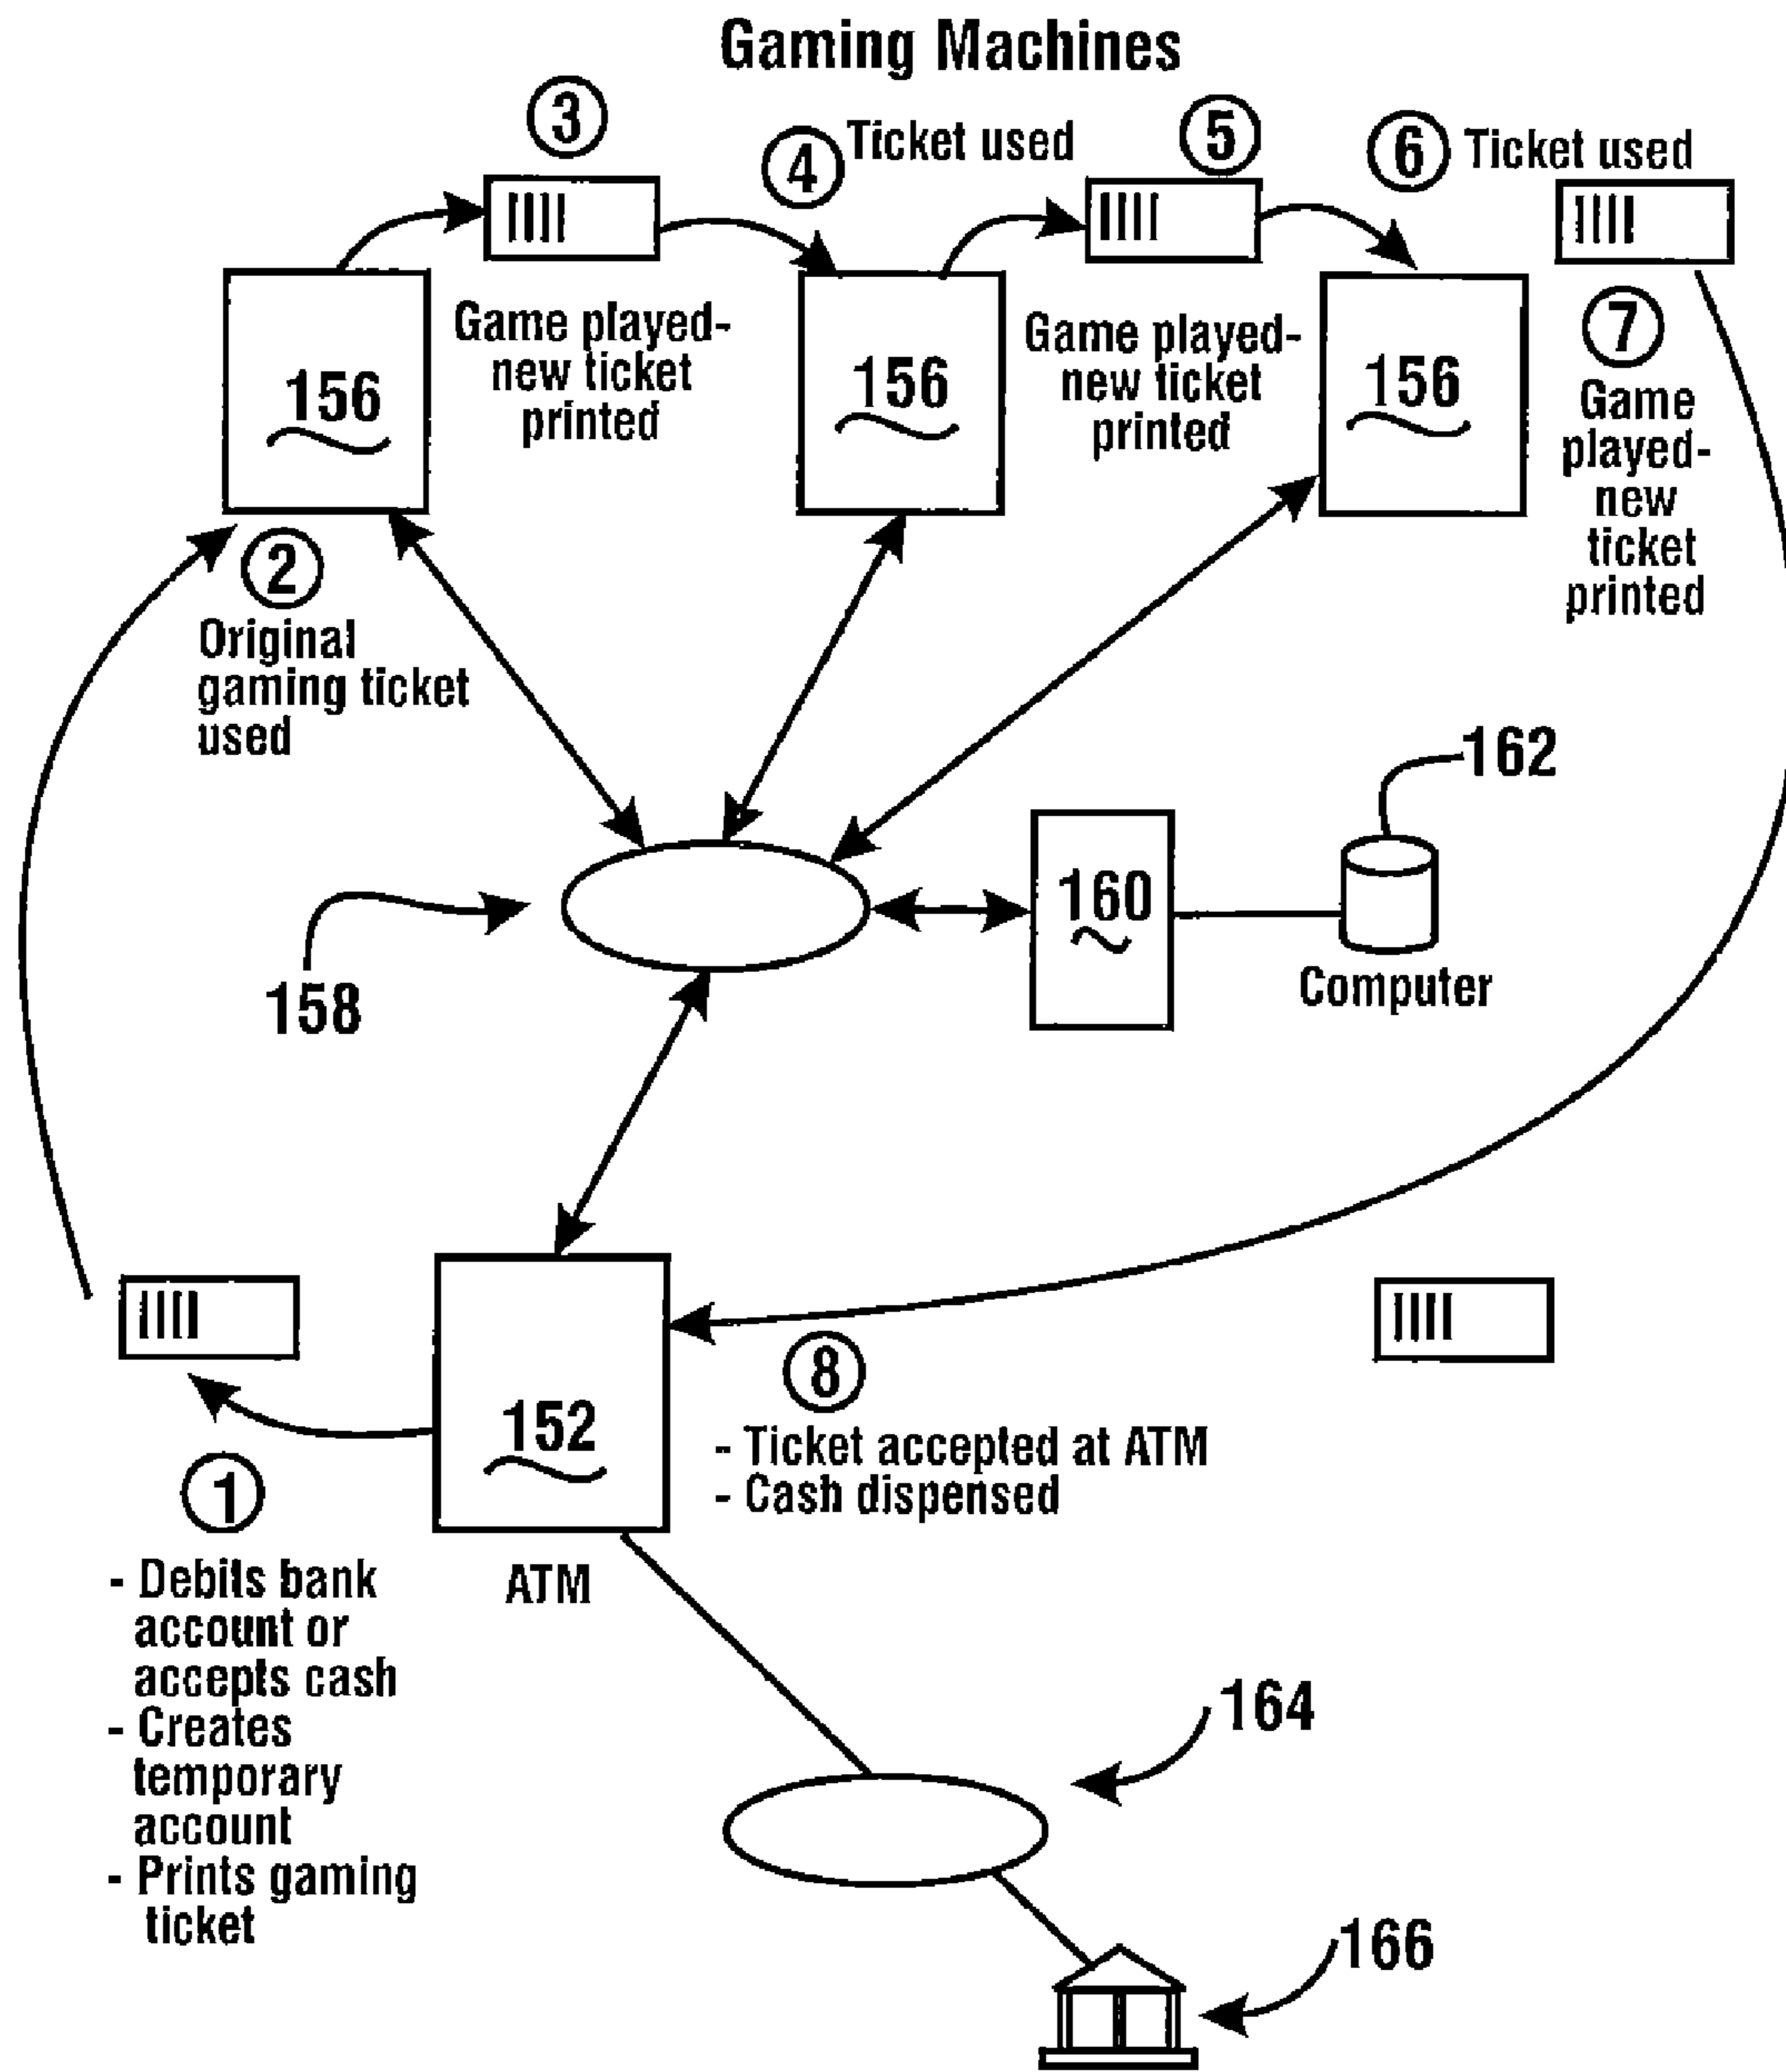 Gaming Machines
3
4
Ticket used
5
6
Ticket used
156
Game played-
new ticket
printed
156
Game played-
new ticket
printed
156
7
Game
played-
new
ticket
printed
2
Original
gaming ticket
used
162
160
158
Computer
152
ATM
8
- Ticket accepted at ATM
- Cash dispensed
1
- Debits bank
account or
accepts cash
- Creates
temporary
account
- Prints gaming
ticket
164
166